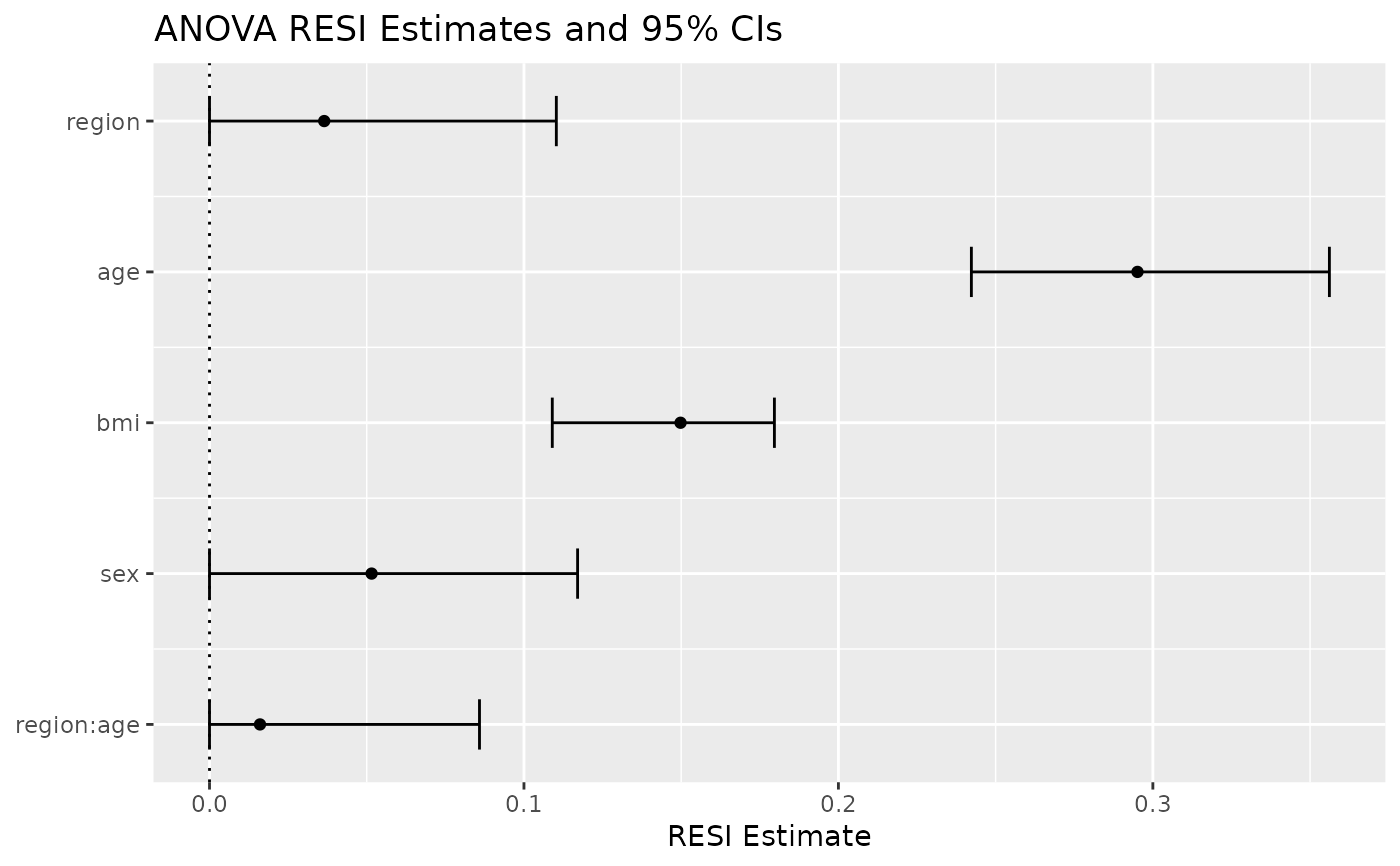 ANOVA RESI Estimates and 95% CIs
region
age
bmi
sex
region:age
0.0 0.1 0.2 0.3
RESI Estimate